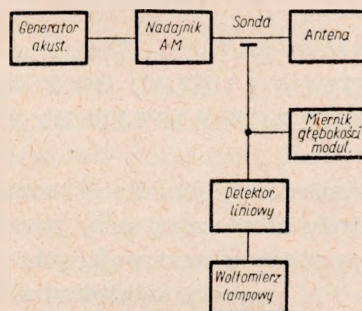 Generator
akust.
Nadajnik
AM
Sonda
Antena
Miernik
głębokości
modul.
Detektor
liniowy
Woltomierz
lampowy